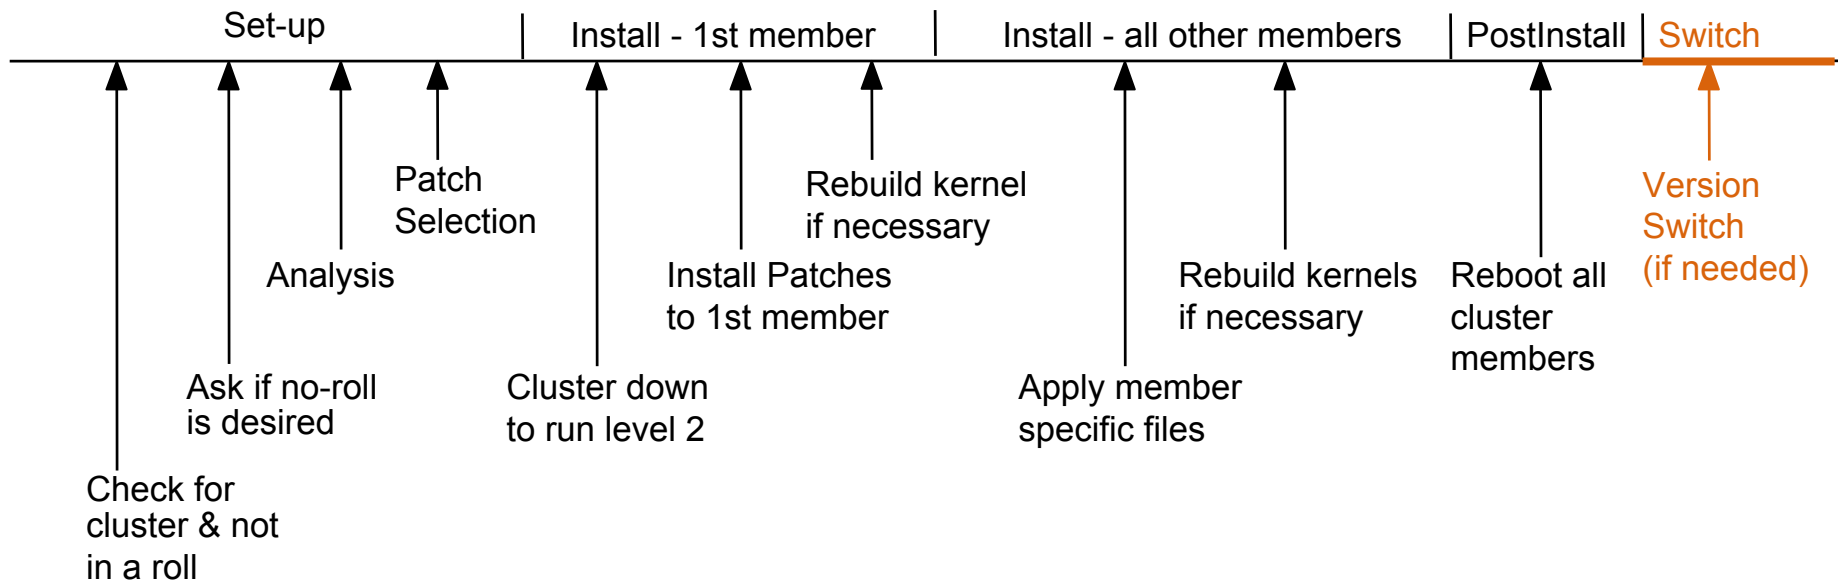 Set-up
Install - 1st member
Install - all other members
PostInstall
Switch
Check for
cluster & not
in a roll
Ask if no-roll
is desired
Analysis
Patch
Selection
Cluster down
to run level 2
Install Patches
to 1st member
Rebuild kernel
if necessary
Apply member
specific files
Rebuild kernels
if necessary
Reboot all
cluster
members
Version
Switch
(if needed)